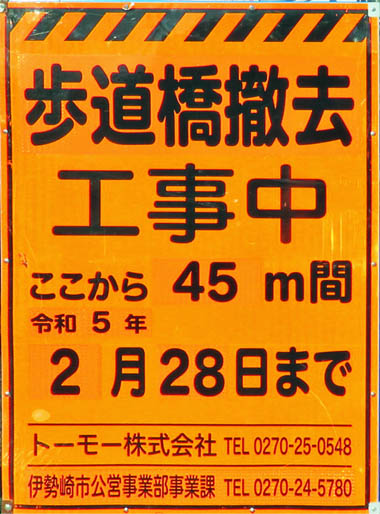 歩道橋撤去
工事中
ここから 45 m間
令和 5 年
2 月 28日まで
トーモー株式会社 TEL 0270-25-0548
伊勢崎市公営事業部事業課 TEL 0270-24-5780